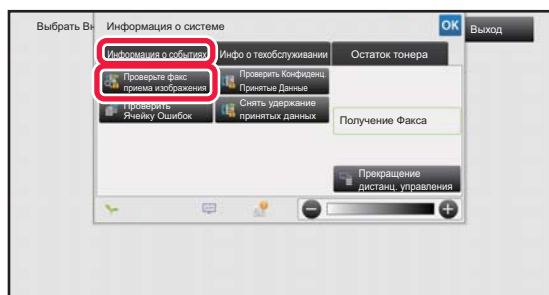 Выбрать Вн
Информация о системе
OK
Выход
Информация о событиях
Инфо о техобслуживании
Остаток тонера
Проверьте факс
приема изображения
Проверить Конфиденц.
Принятые Данные
Проверить
Ячейку Ошибок
Снять удержание
принятых данных
Получение Факса
Прекращение
дистанц. управления